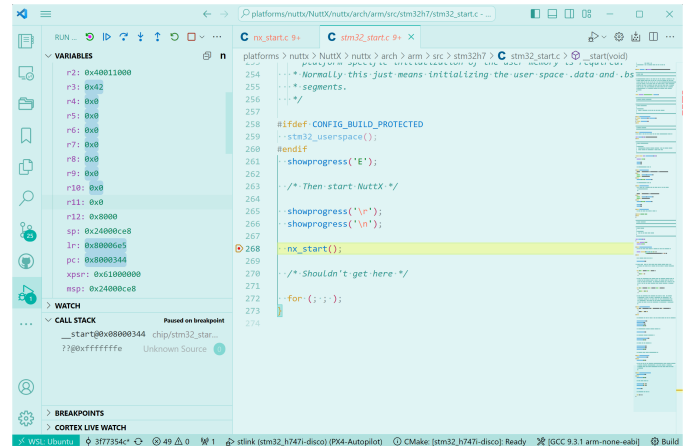 platforms/nuttx/NuttX/nuttx/arch/arm/src/stm32h7/stm32_start.c - ...
RUN ...
nx_start.c 9+
stm32_start.c 9+
platforms > nuttx > NuttX > nuttx > arch > arm > src > stm32h7 > C stm32_start.c > __start(void)
VARIABLES
r2: 0x40011000
r3: 0x42
r4: 0x0
r5: 0x0
r6: 0x0
r7: 0x0
r8: 0x0
r9: 0x0
r10: 0x0
r11: 0x0
r12: 0x8000
sp: 0x24000ce8
lr: 0x80006e5
pc: 0x8000344
xpsr: 0x61000000
msp: 0x24000ce8
WATCH
CALL STACK
Paused on breakpoint
__start@0x08000344 chip/stm32_star...
??@0xfffffffe Unknown Source 0
BREAKPOINTS
CORTEX LIVE WATCH
25
1
254 * Normally this just means initializing the user space .data and .bs
255 * segments.
256 */
257
258 #ifdef CONFIG_BUILD_PROTECTED
259 stm32_userspace();
260 #endif
261 showprogress('E');
262
263 /* Then start NuttX */
264
265 showprogress('\r');
266 showprogress('\n');
267
268 nx_start();
269
270 /* Shouldn't get here */
271
272 for (; ; );
273 }
274
WSL: Ubuntu 3f77354c* 49 0 1 stlink (stm32_h747i-disco) (PX4-Autopilot) CMake: [stm32_h747i-disco]: Ready [GCC 9.3.1 arm-none-eabi] Build